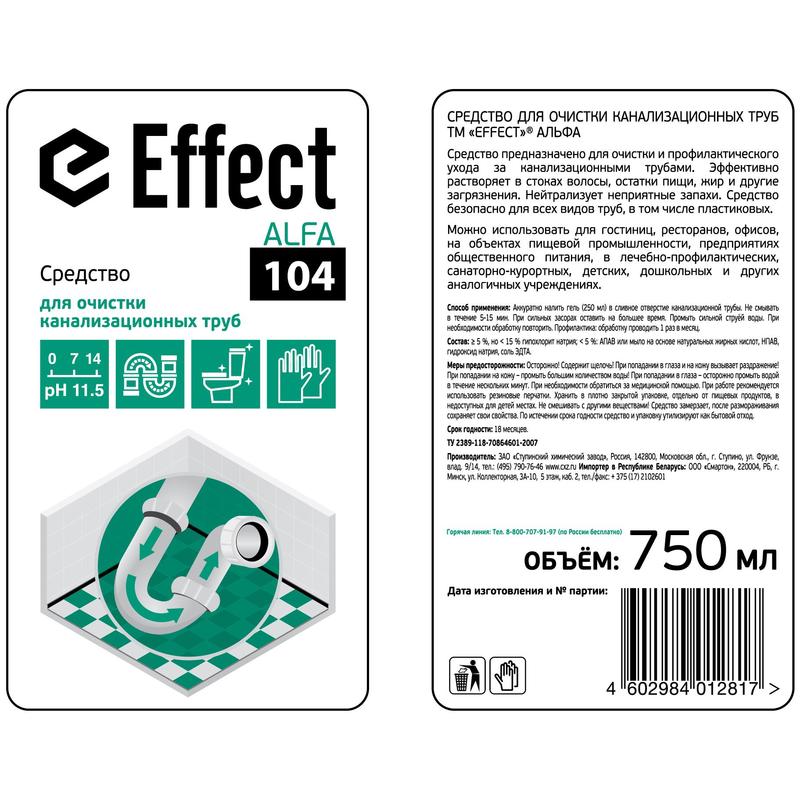 Effect
ALFA
104
Средство
для очистки
канализационных труб
0 7 14
pH 11.5
СРЕДСТВО ДЛЯ ОЧИСТКИ КАНАЛИЗАЦИОННЫХ ТРУБ
ТМ «EFFECT»® АЛЬФА
Средство предназначено для очистки и профилактического
ухода за канализационными трубами. Эффективно
растворяет в стоках волосы, остатки пищи, жир и другие
загрязнения. Нейтрализует неприятные запахи. Средство
безопасно для всех видов труб, в том числе пластиковых.
Можно использовать для гостиниц, ресторанов, офисов,
на объектах пищевой промышленности, предприятиях
общественного питания, в лечебно-профилактических,
санаторно-курортных, детских, дошкольных и других
аналогичных учреждениях.
Способ применения: Аккуратно налить гель (250 мл) в сливное отверстие канализационной трубы. Не смывать
в течение 5-15 мин. При сильных засорах оставить на большее время. Промыть сильной струёй воды. При
необходимости обработку повторить. Профилактика: обработку проводить 1 раз в месяц.
Состав: ≥ 5 %, но < 15 % гипохлорит натрия; < 5 %: АПАВ или мыло на основе натуральных жирных кислот, НПАВ,
гидроксид натрия, соль ЭДТА.
Меры предосторожности: Осторожно! Содержит щелочь! При попадании в глаза и на кожу вызывает раздражение!
При попадании на кожу – промыть большим количеством воды! При попадании в глаза – осторожно промыть водой
в течение нескольких минут. При необходимости обратиться за медицинской помощью. При работе рекомендуется
использовать резиновые перчатки. Хранить в плотно закрытой упаковке, отдельно от пищевых продуктов, в
недоступных для детей местах. Не смешивать с другими веществами! Средство замерзает, после размораживания
сохраняет свои свойства. По истечении срока годности средство и упаковку утилизируют как бытовой отход.
Срок годности: 18 месяцев.
ТУ 2389-118-70864601-2007
Производитель: ЗАО «Ступинский химический завод», Россия, 142800, Московская обл., г. Ступино, ул. Фрунзе,
влад. 9/14, тел.: (495) 790-76-46 www.cxz.ru Импортер в Республике Беларусь: ООО «Смартон», 220004, РБ, г.
Минск, ул. Коллекторная, 3А-10, 5 этаж, каб. 2, тел./факс: + 375 (17) 2102601
Горячая линия: Тел. 8-800-707-91-97 (по России бесплатно)
ОБЪЁМ: 750 мл
Дата изготовления и № партии:
4 602984 012817 >